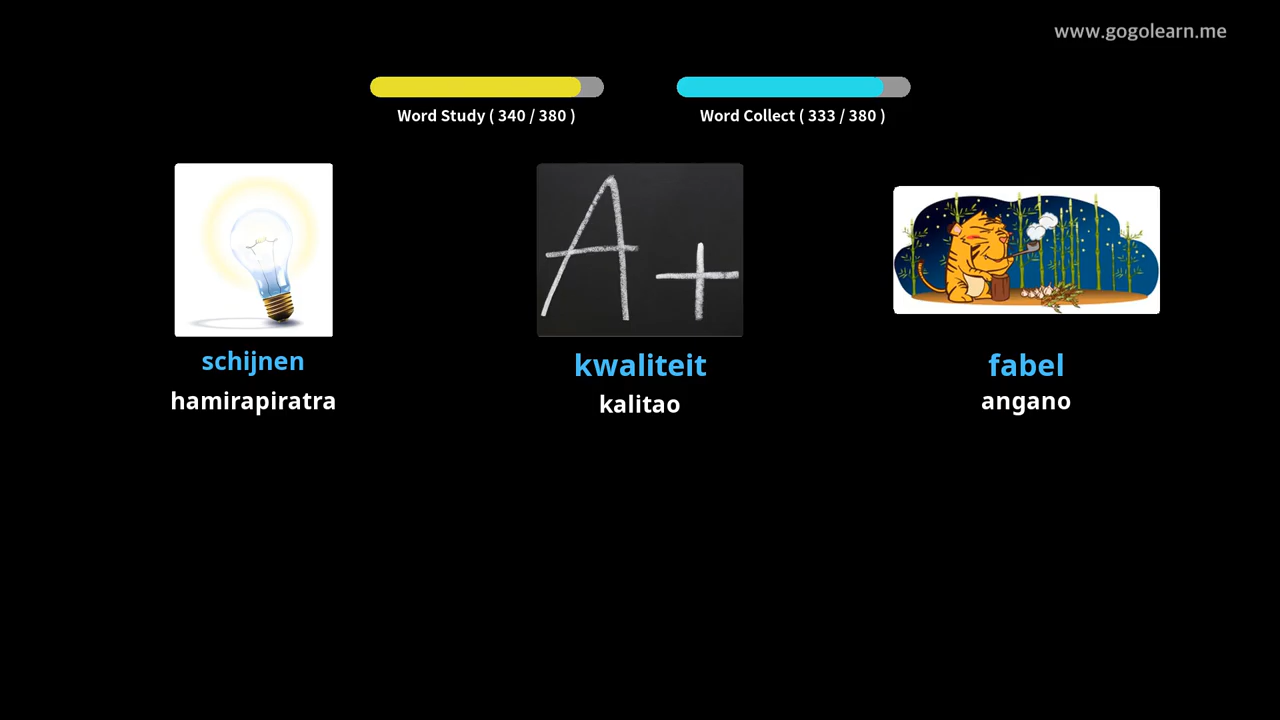 www.gogolearn.me
Word Study ( 340 / 380 )
Word Collect ( 333 / 380 )
A+
schijnen
hamirapiratra
kwaliteit
kalitao
fabel
angano